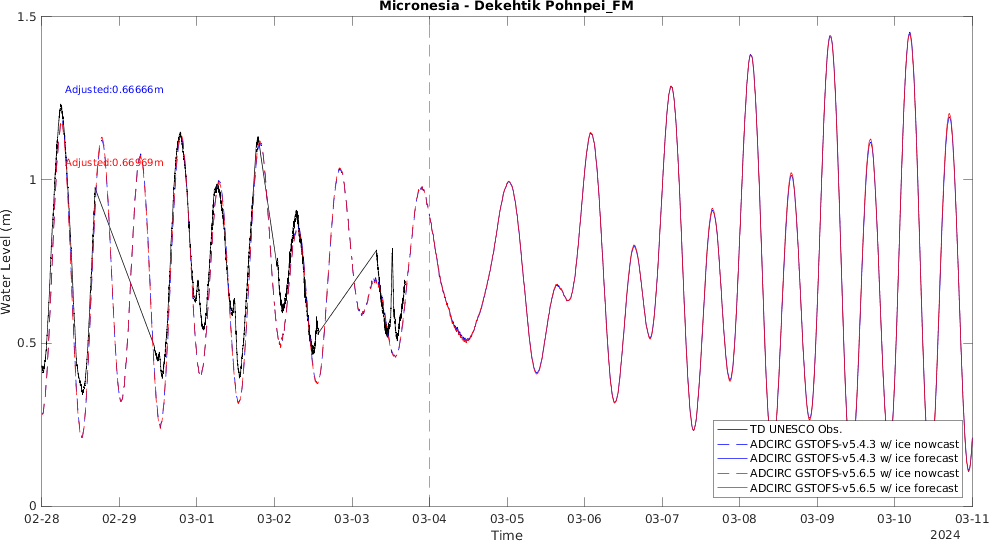 Micronesia - Dekehtik Pohnpei_FM
1.5
1
0.5
0
Water Level (m)
Adjusted:0.66666m
Adjusted:0.66969m
TD UNESCO Obs.
ADCIRC GSTOFS-v5.4.3 w/ ice nowcast
ADCIRC GSTOFS-v5.4.3 w/ ice forecast
ADCIRC GSTOFS-v5.6.5 w/ ice nowcast
ADCIRC GSTOFS-v5.6.5 w/ ice forecast
02-28 02-29 03-01 03-02 03-03 03-04 03-05 03-06 03-07 03-08 03-09 03-10 03-11
Time
2024